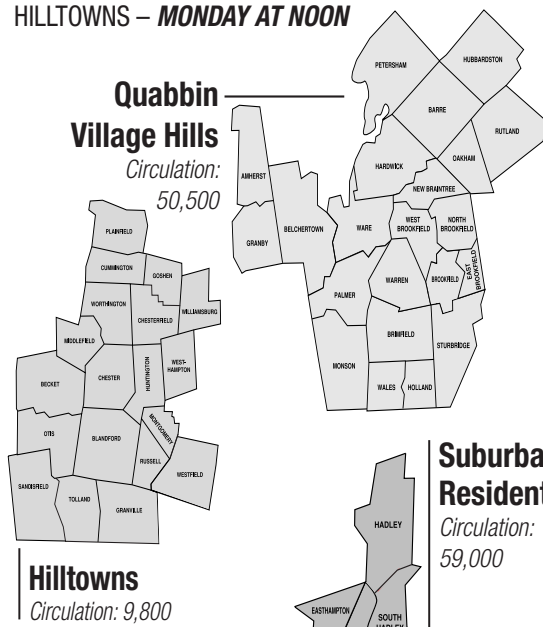 HILLTOWNS – MONDAY AT NOON
Quabbin
Village Hills
Circulation:
50,500
PETERSHAM
HUBBARDSTON
BARRE
RUTLAND
HARDWICK
OAKHAM
NEW BRAINTREE
AMHERST
BELCHERTOWN
GRANBY
WARE
WEST
BROOKFIELD
NORTH
BROOKFIELD
WARREN
BROOKFIELD
EAST
BROOKFIELD
PALMER
BRIMFIELD
STURBRIDGE
MONSON
WALES
HOLLAND
PLAINFIELD
CUMMINGTON
GOSHEN
WORTHINGTON
CHESTERFIELD
WILLIAMSBURG
MIDDLEFIELD
BECKET
CHESTER
HUNTINGTON
WEST-
HAMPTON
OTIS
BLANDFORD
MONTGOMERY
RUSSELL
WESTFIELD
SANDISFIELD
TOLLAND
GRANVILLE
Hilltowns
Circulation: 9,800
Suburba
Resident
Circulation:
59,000
HADLEY
EASTHAMPTON
SOUTH
HADLEY